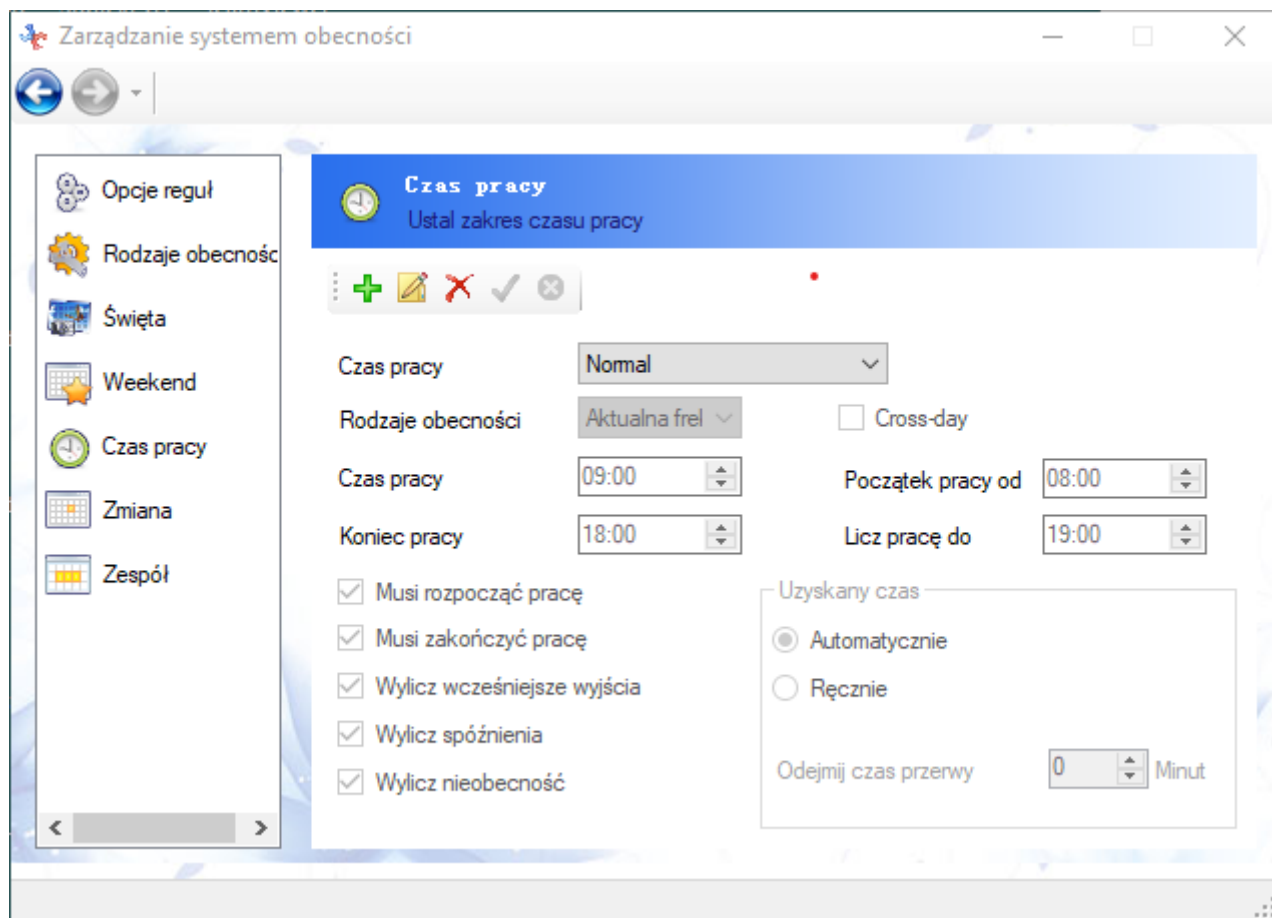 Zarządzanie systemem obecności
Opcje reguł
Rodzaje obecnośc
Święta
Weekend
Czas pracy
Zmiana
Zespół
Czas pracy
Ustal zakres czasu pracy
Czas pracy Normal
Rodzaje obecności Aktualna frel Cross-day
Czas pracy 09:00 Początek pracy od 08:00
Koniec pracy 18:00 Licz pracę do 19:00
Musi rozpocząć pracę
Musi zakończyć pracę
Wylicz wcześniejsze wyjścia
Wylicz spóźnienia
Wylicz nieobecność
Uzyskany czas
Automatycznie
Ręcznie
Odejmij czas przerwy 0 Minut